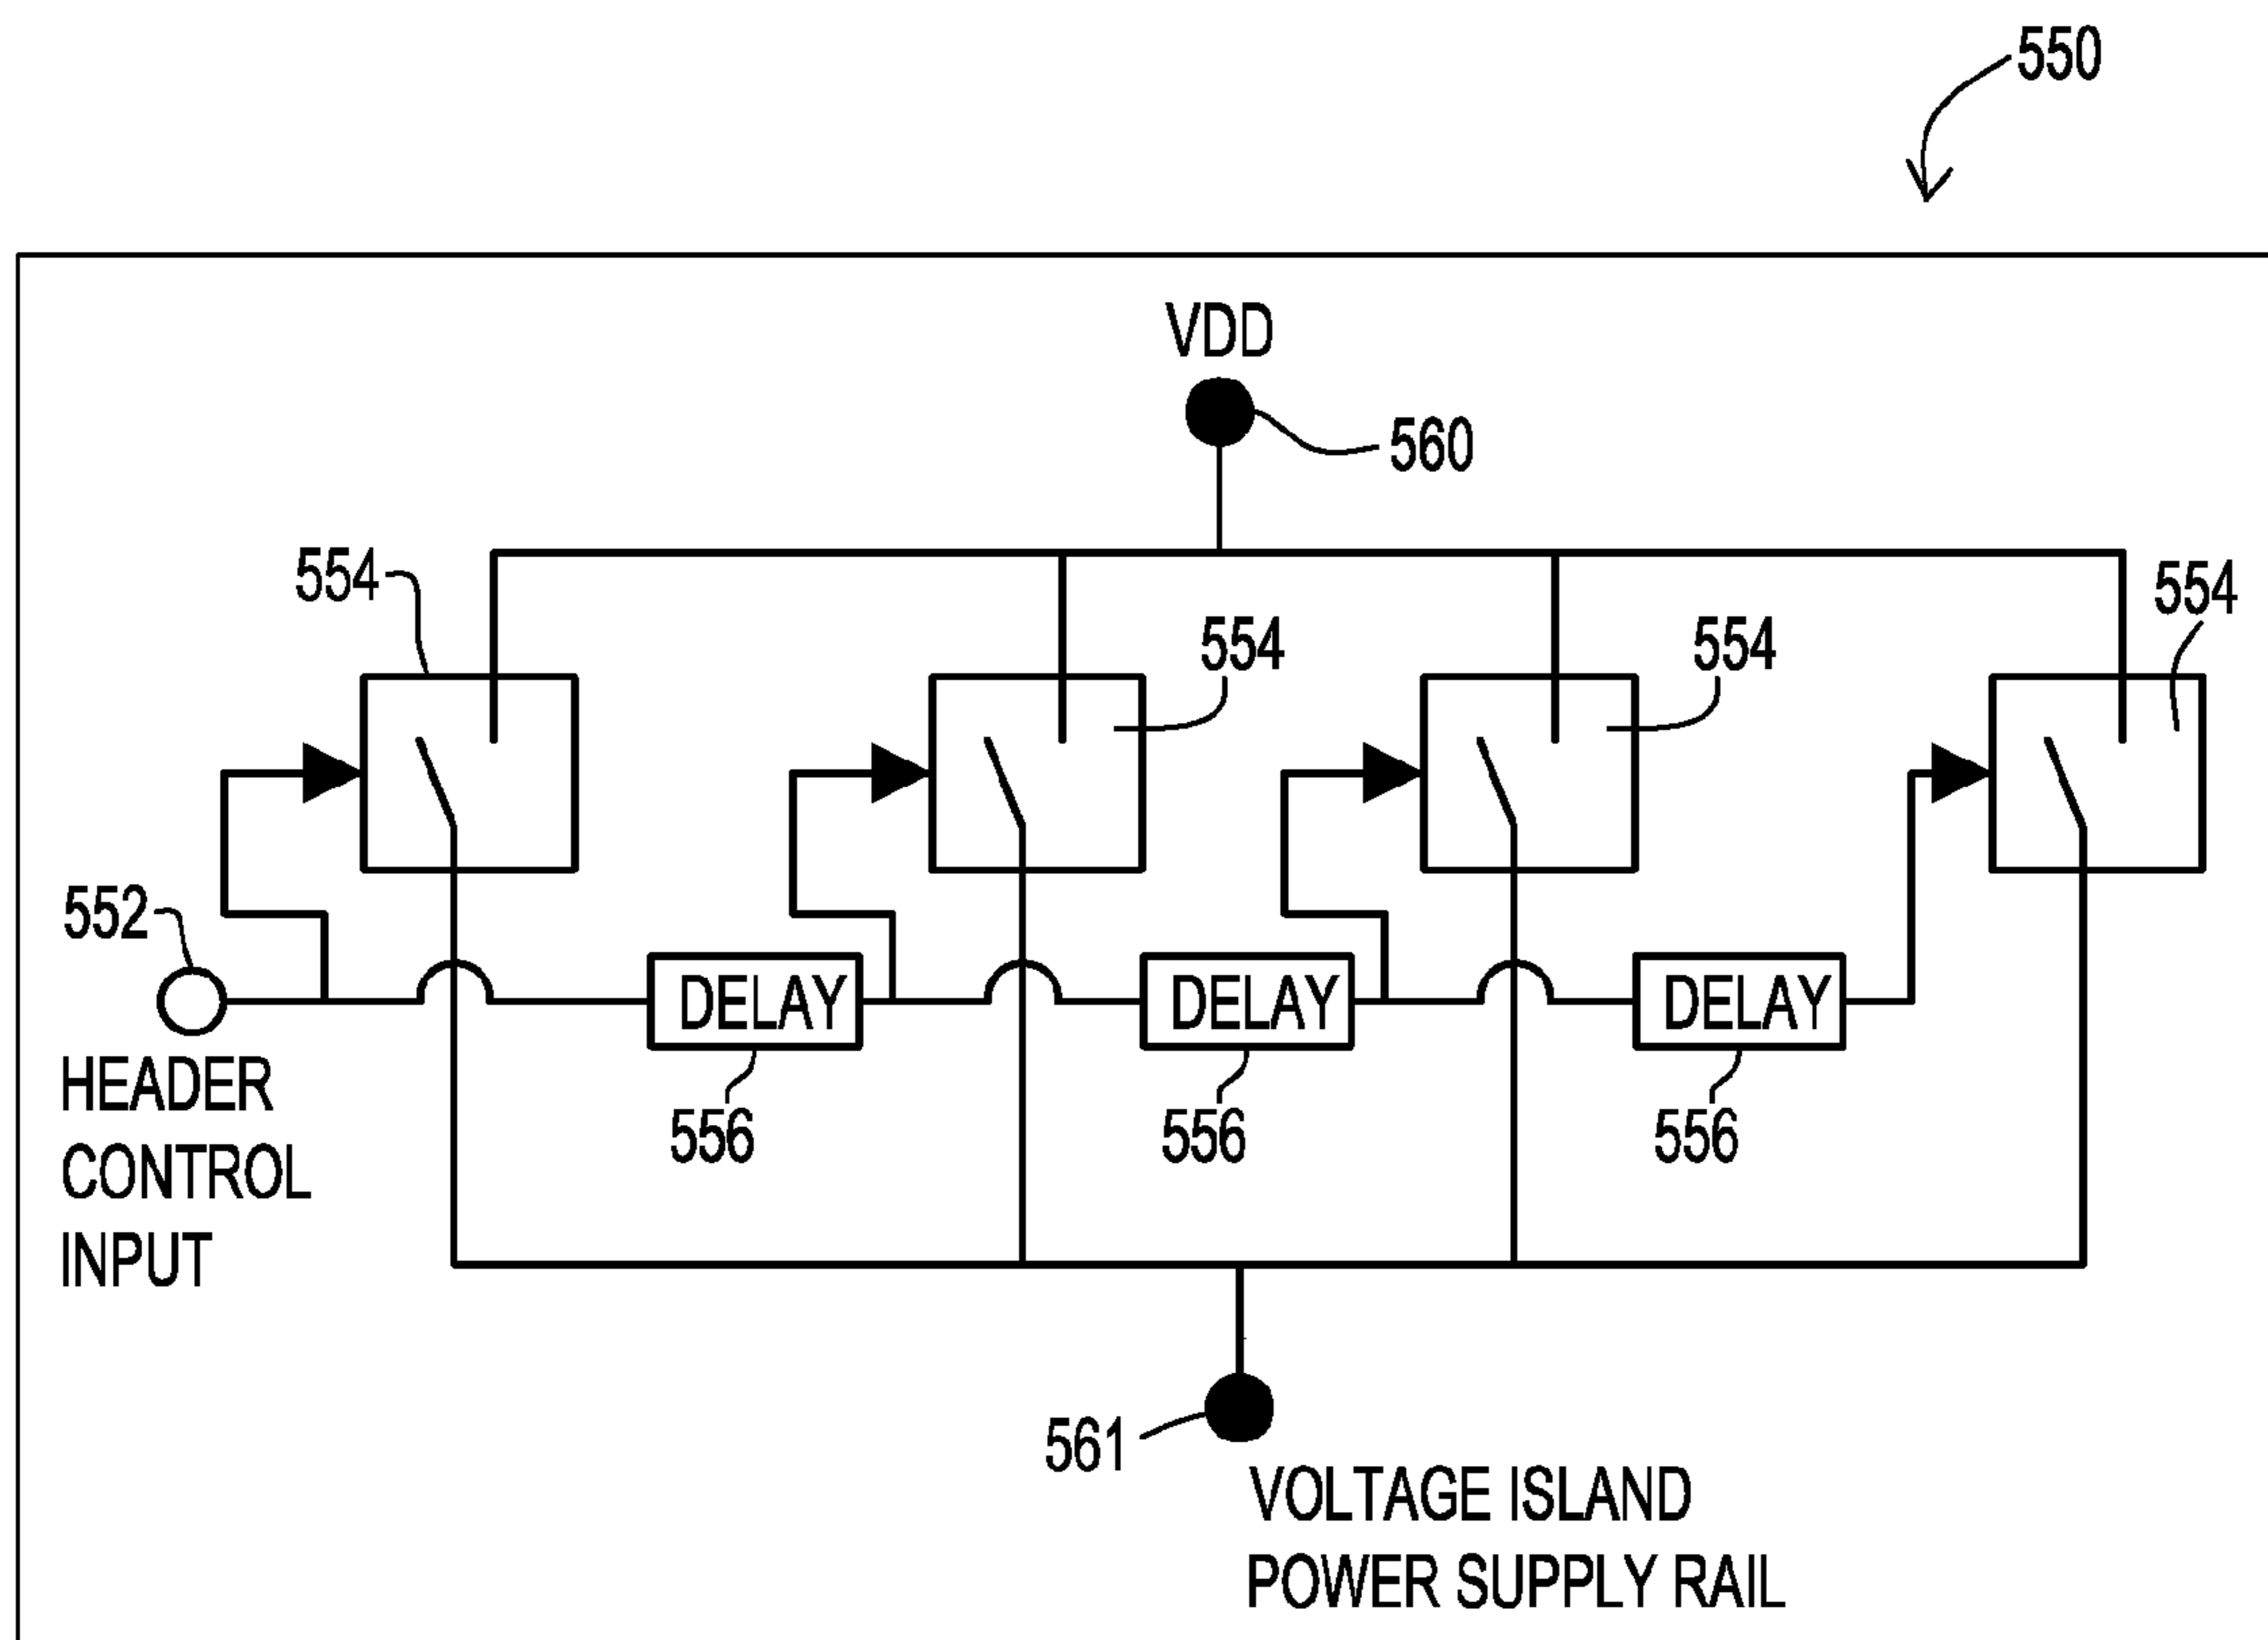 550
VDD
560
554
554
554
554
552
DELAY
DELAY
DELAY
HEADER
CONTROL
INPUT
556
556
556
561
VOLTAGE ISLAND
POWER SUPPLY RAIL